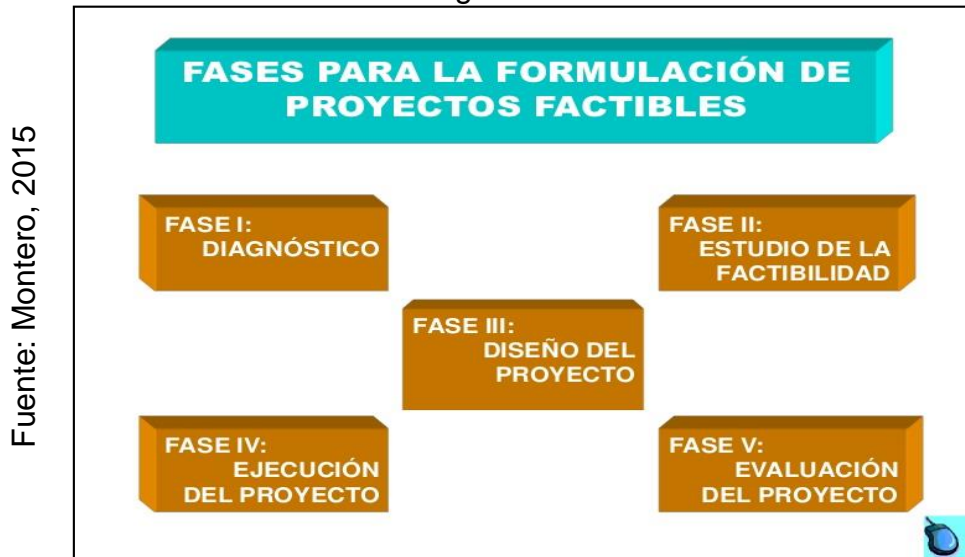 FASES PARA LA FORMULACIÓN DE
PROYECTOS FACTIBLES
FASE I:
DIAGNÓSTICO
FASE II:
ESTUDIO DE LA
FACTIBILIDAD
FASE III:
DISEÑO DEL
PROYECTO
FASE IV:
EJECUCIÓN
DEL PROYECTO
FASE V:
EVALUACIÓN
DEL PROYECTO
Fuente: Montero, 2015